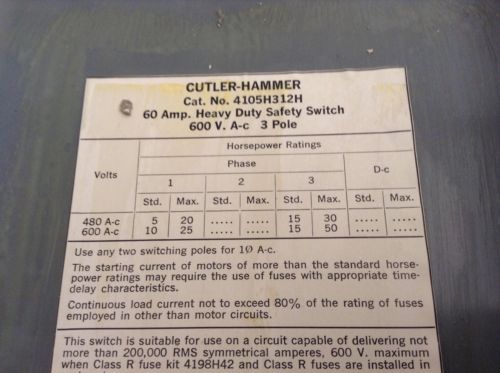 CUTLER-HAMMER
Cat. No. 4105H312H
60 Amp. Heavy Duty Safety Switch
600 V. A-c 3 Pole
Horsepower Ratings
Volts Phase D-c
1 2 3
Std. Max. Std. Max. Std. Max. Std. Max.
480 A-c 5 20 ..... ..... 15 30 ..... .....
600 A-c 10 25 ..... ..... 15 50 ..... .....
Use any two switching poles for 1Ø A-c.
The starting current of motors of more than the standard horse-
power ratings may require the use of fuses with appropriate time-
delay characteristics.
Continuous load current not to exceed 80% of the rating of fuses
employed in other than motor circuits.
This switch is suitable for use on a circuit capable of delivering not
more than 200,000 RMS symmetrical amperes, 600 V. maximum
when Class R fuse kit 4198H42 and Class R fuses are installed in